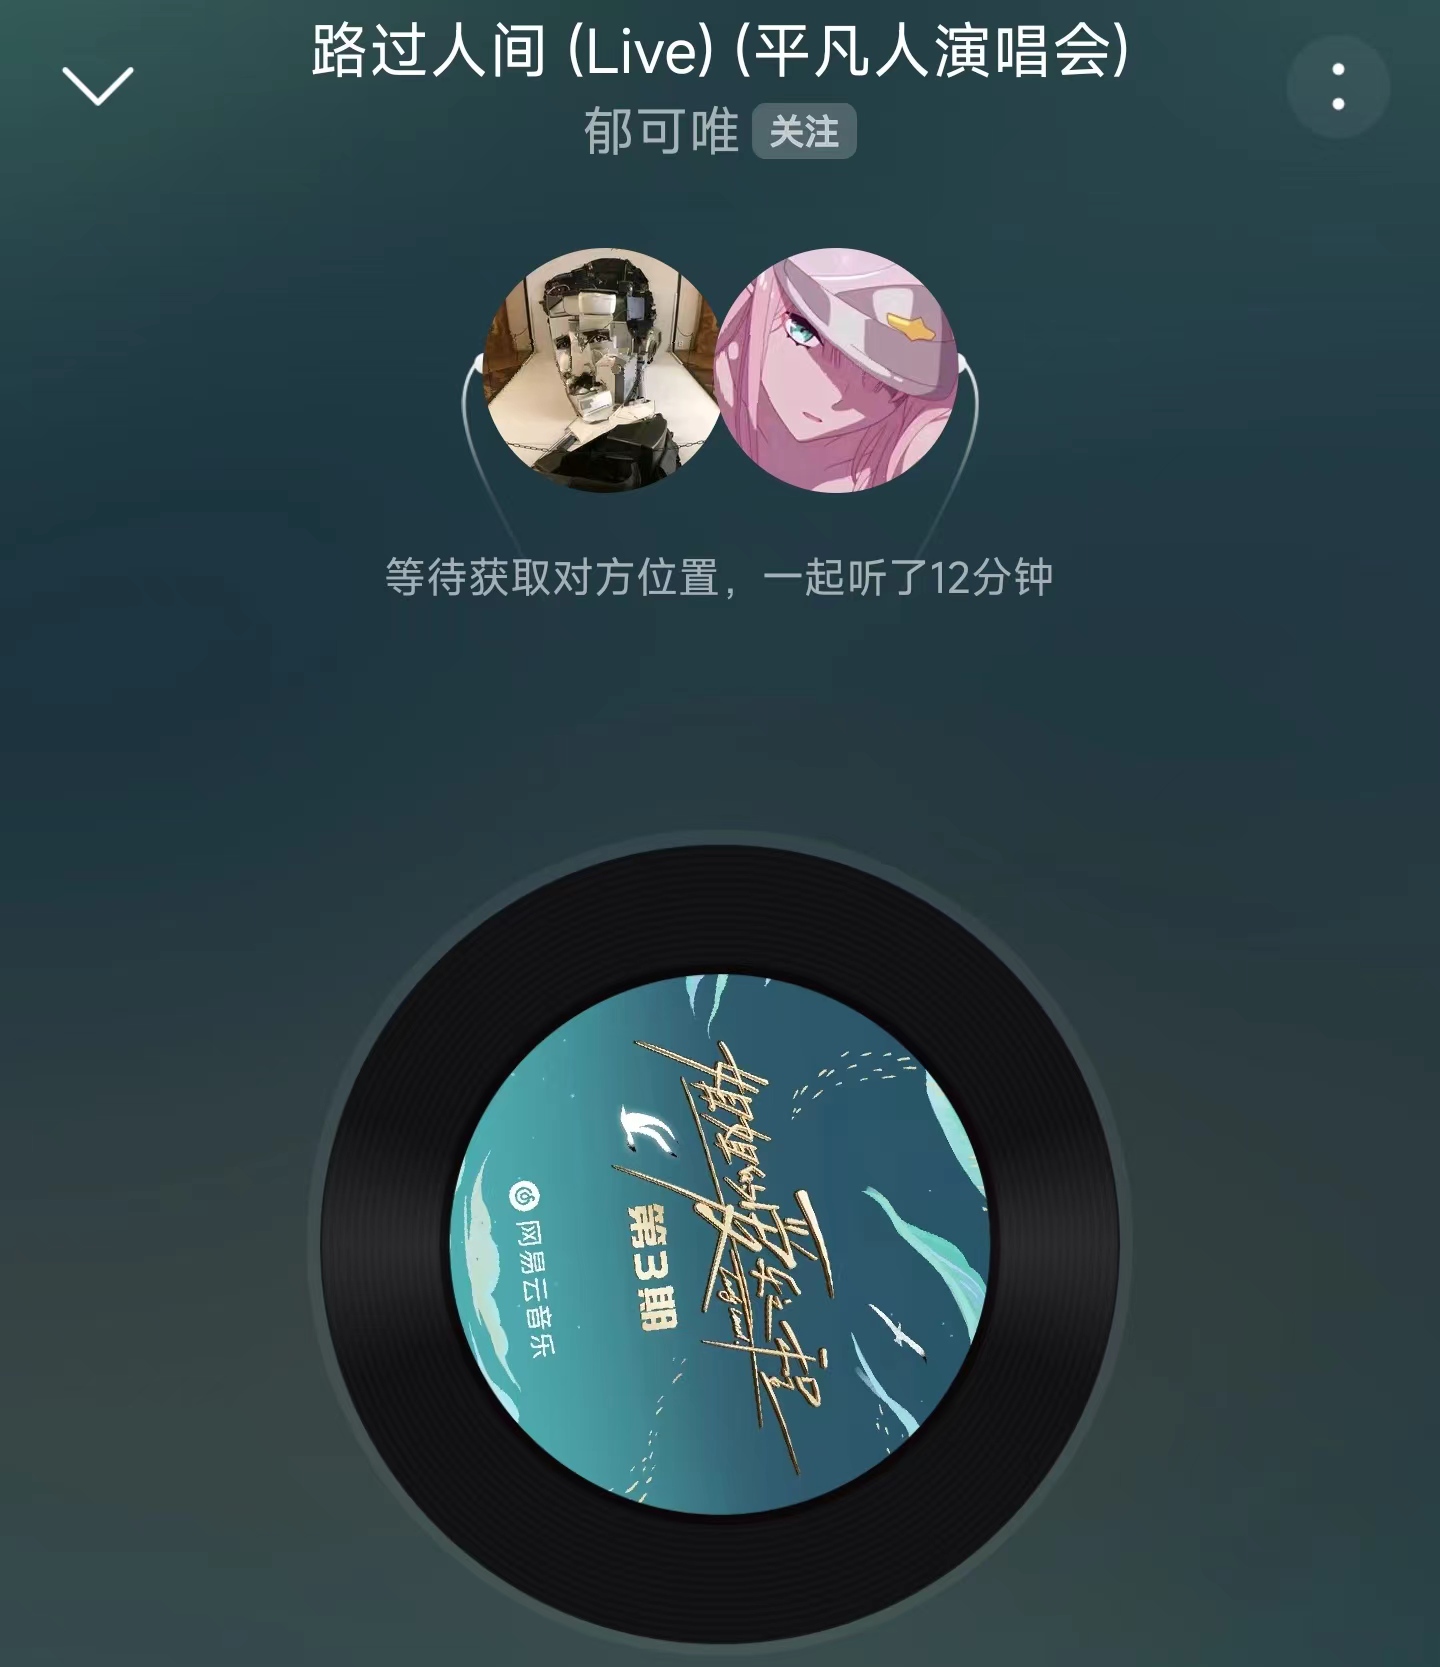 路过人间 (Live) (平凡人演唱会)
郁可唯 关注
等待获取对方位置，一起听了12分钟
第3期
网易云音乐